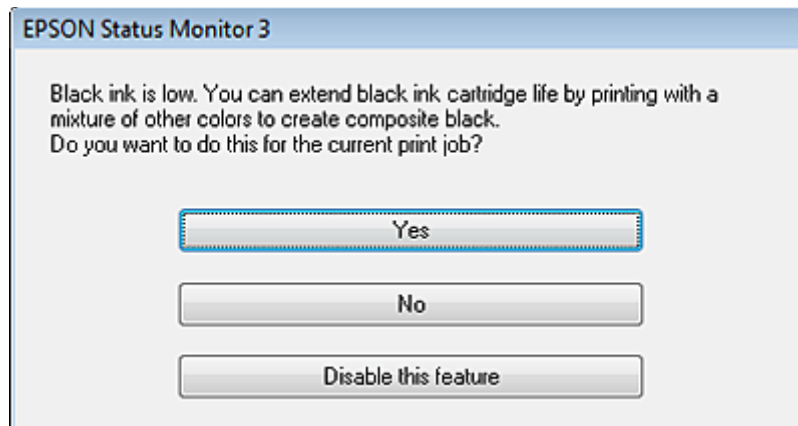 EPSON Status Monitor 3
Black ink is low. You can extend black ink cartridge life by printing with a
mixture of other colors to create composite black.
Do you want to do this for the current print job?
Yes
No
Disable this feature